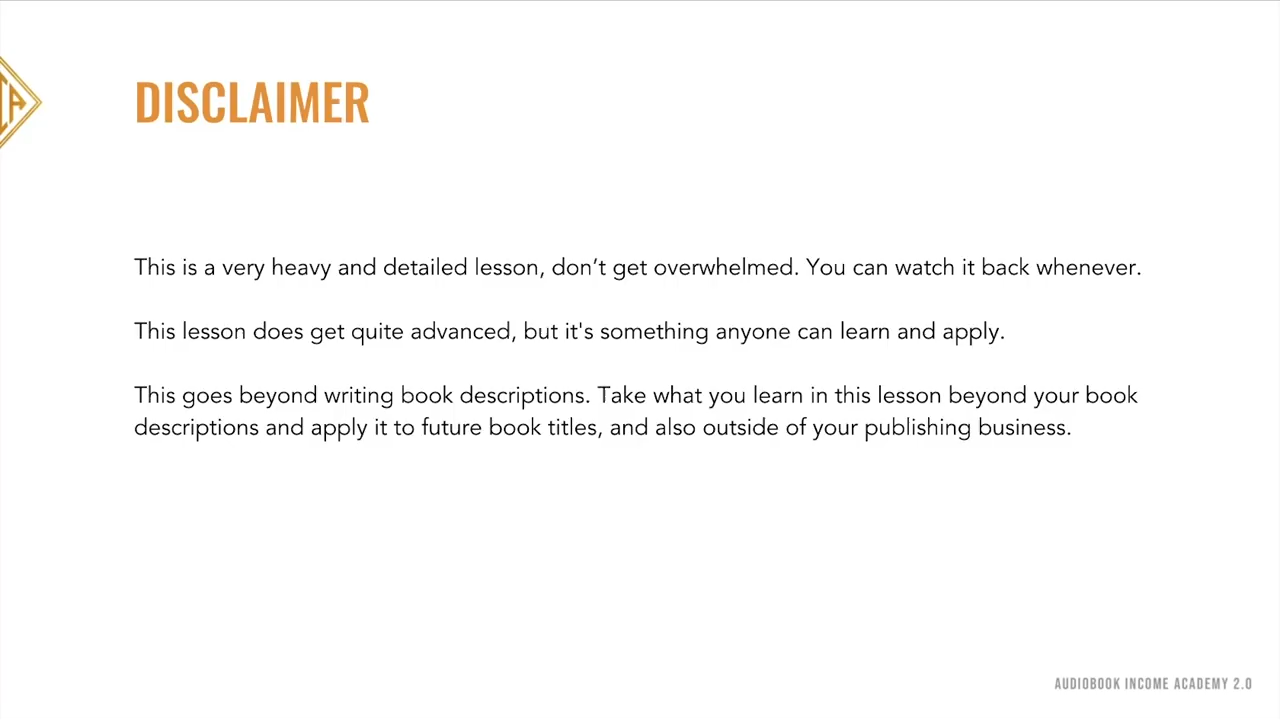 DISCLAIMER
This is a very heavy and detailed lesson, don’t get overwhelmed. You can watch it back whenever.
This lesson does get quite advanced, but it's something anyone can learn and apply.
This goes beyond writing book descriptions. Take what you learn in this lesson beyond your book
descriptions and apply it to future book titles, and also outside of your publishing business.
AUDIOBOOK INCOME ACADEMY 2.0